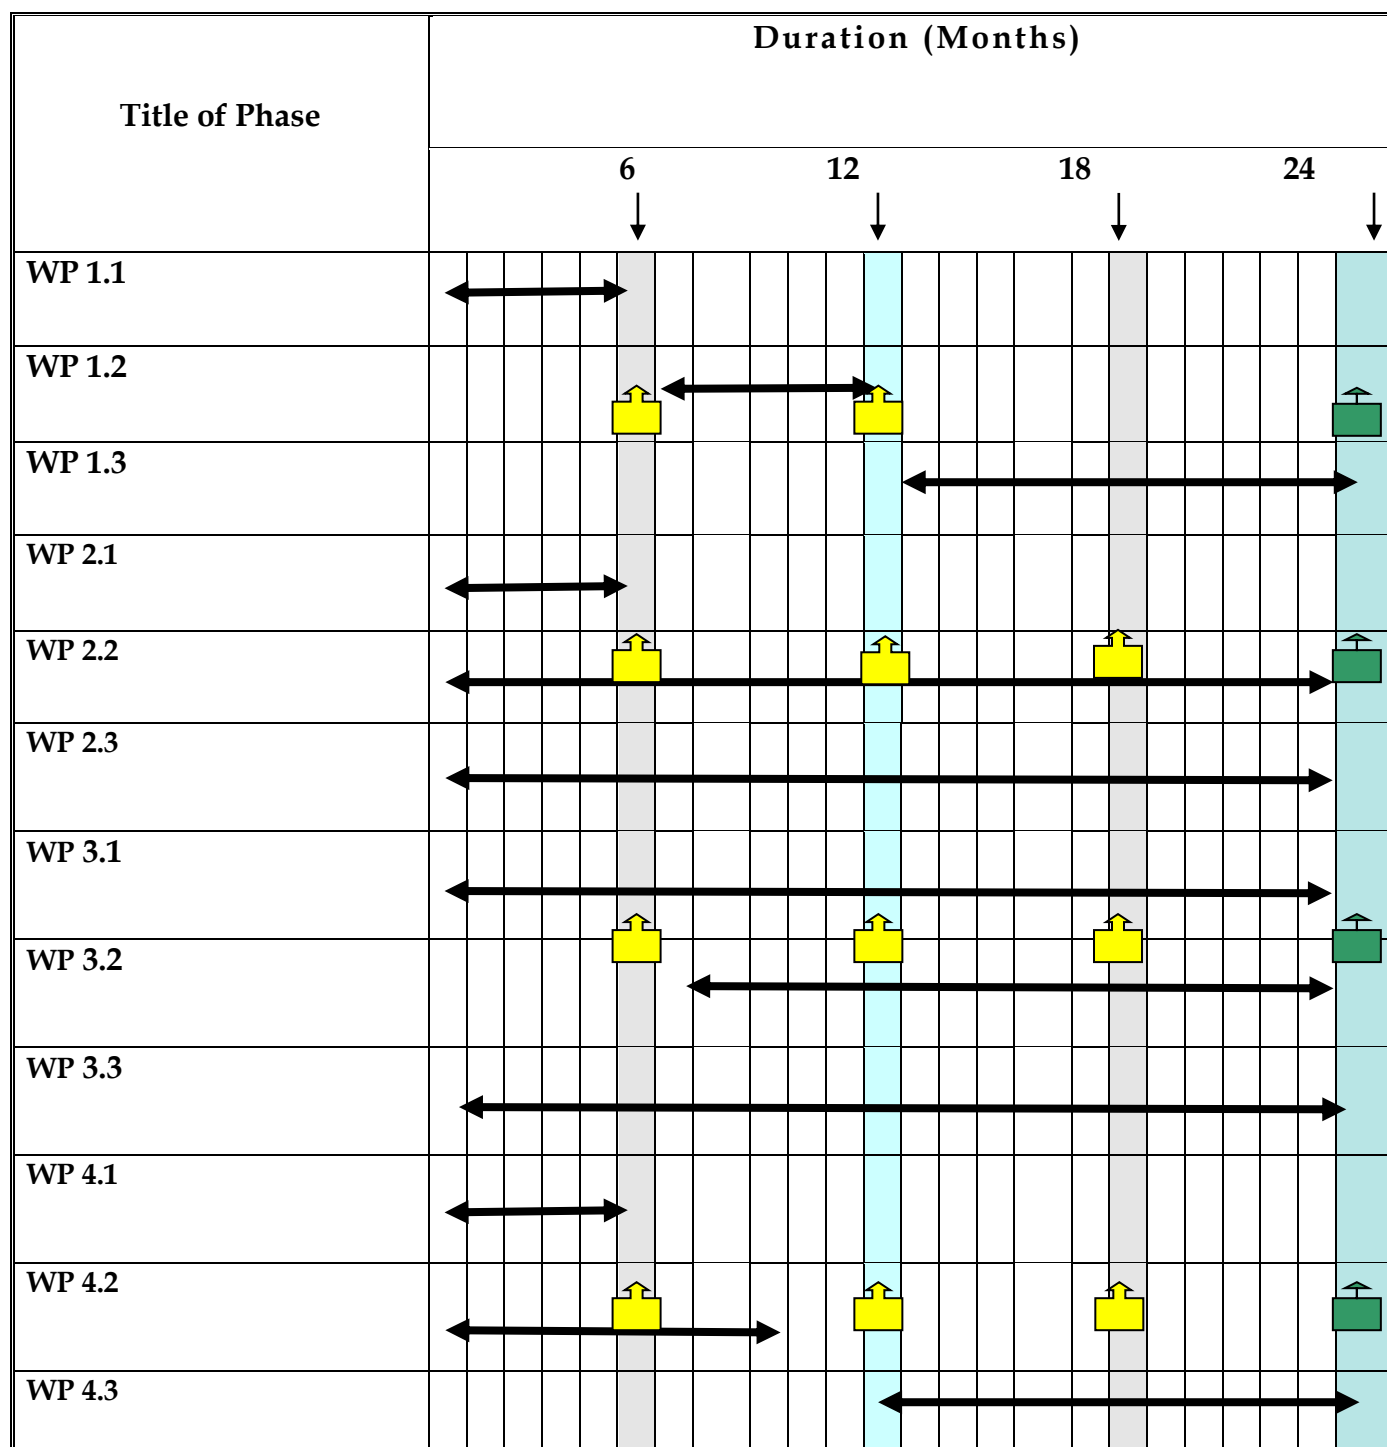 Duration (Months)
Title of Phase
6 12 18 24
WP 1.1
WP 1.2
WP 1.3
WP 2.1
WP 2.2
WP 2.3
WP 3.1
WP 3.2
WP 3.3
WP 4.1
WP 4.2
WP 4.3